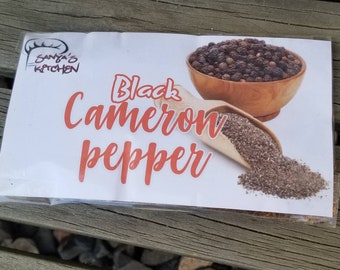 SANYA'S
KITCHEN
Black
Cameron
pepper